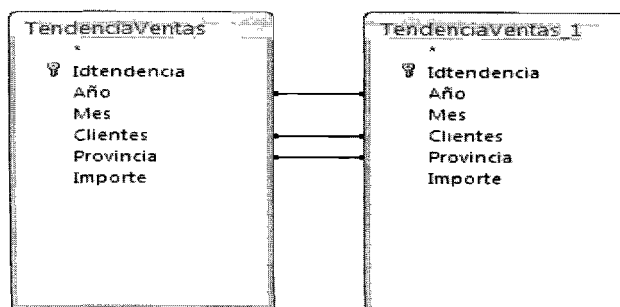 TendenciaVentas
*
Idtendencia
Año
Mes
Clientes
Provincia
Importe
TendenciaVentas_1
*
Idtendencia
Año
Mes
Clientes
Provincia
Importe